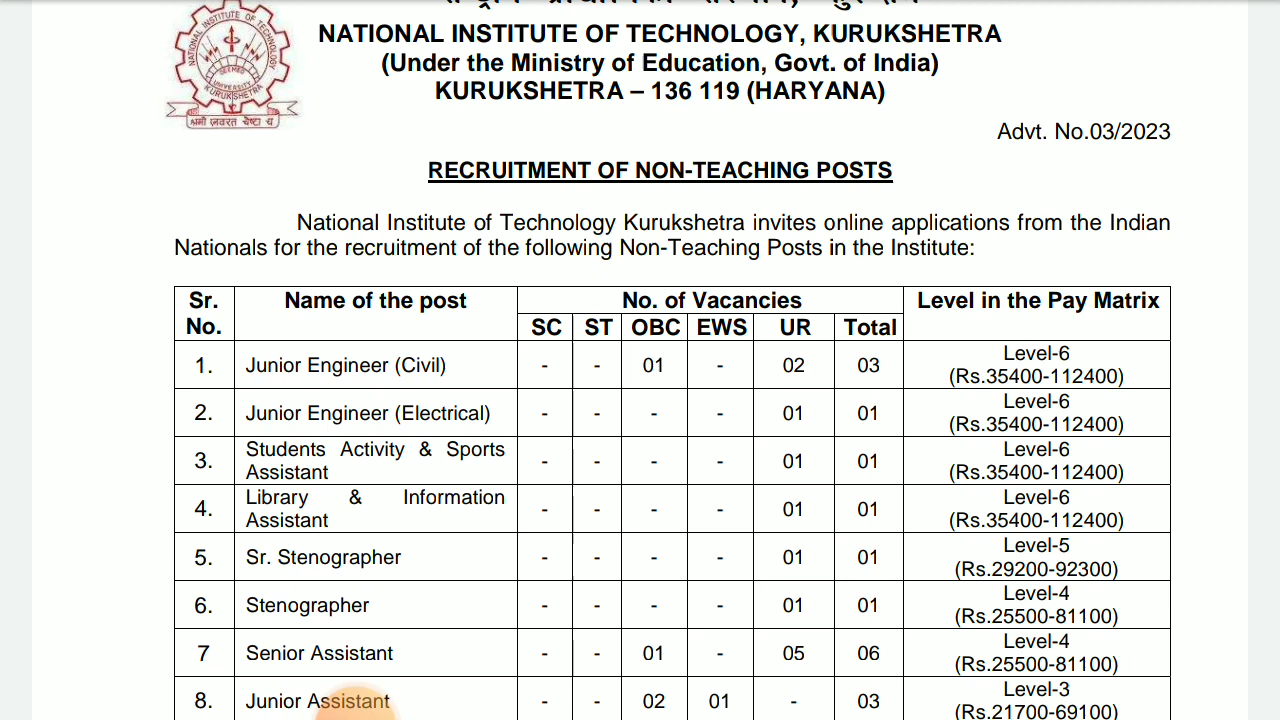 NATIONAL INSTITUTE OF TECHNOLOGY, KURUKSHETRA
(Under the Ministry of Education, Govt. of India)
KURUKSHETRA – 136 119 (HARYANA)
NATIONAL INSTITUTE OF TECHNOLOGY
DEEMED
UNIVERSITY
KURUKSHETRA
Advt. No.03/2023
RECRUITMENT OF NON-TEACHING POSTS
National Institute of Technology Kurukshetra invites online applications from the Indian
Nationals for the recruitment of the following Non-Teaching Posts in the Institute:
Sr. No. Name of the post No. of Vacancies Level in the Pay Matrix
SC ST OBC EWS UR Total
1. Junior Engineer (Civil) - - 01 - 02 03 Level-6 (Rs.35400-112400)
2. Junior Engineer (Electrical) - - - - 01 01 Level-6 (Rs.35400-112400)
3. Students Activity & Sports Assistant - - - - 01 01 Level-6 (Rs.35400-112400)
4. Library & Information Assistant - - - - 01 01 Level-6 (Rs.35400-112400)
5. Sr. Stenographer - - - - 01 01 Level-5 (Rs.29200-92300)
6. Stenographer - - - - 01 01 Level-4 (Rs.25500-81100)
7 Senior Assistant - - 01 - 05 06 Level-4 (Rs.25500-81100)
8. Junior Assistant - - 02 01 - 03 Level-3 (Rs.21700-69100)